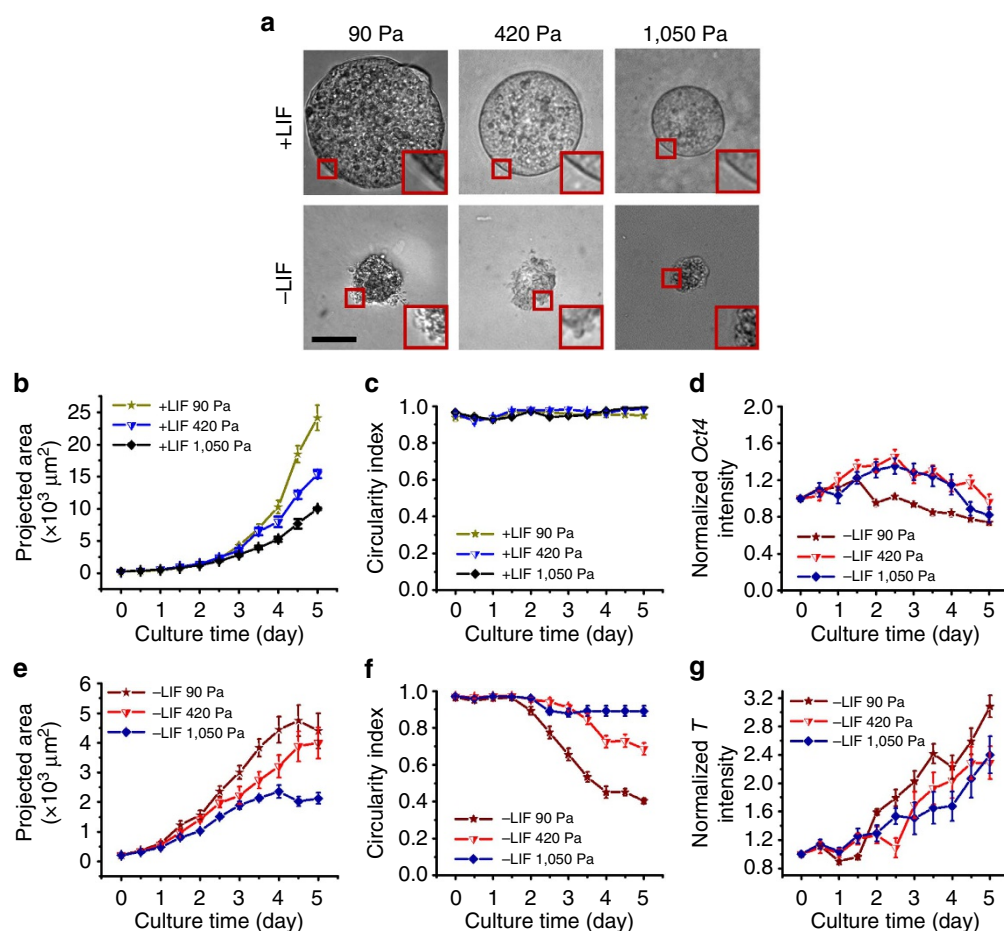 a
90 Pa 420 Pa 1,050 Pa
+LIF
–LIF
b
Projected area
(×10³ μm²)
25
20
15
10
5
0
+LIF 90 Pa
+LIF 420 Pa
+LIF 1,050 Pa
0 1 2 3 4 5
Culture time (day)
c
Circularity index
1.0
0.8
0.6
0.4
0.2
0.0
+LIF 90 Pa
+LIF 420 Pa
+LIF 1,050 Pa
0 1 2 3 4 5
Culture time (day)
d
Normalized Oct4
intensity
2.0
1.6
1.2
0.8
0.4
0.0
–LIF 90 Pa
–LIF 420 Pa
–LIF 1,050 Pa
0 1 2 3 4 5
Culture time (day)
e
Projected area
(×10³ μm²)
6
5
4
3
2
1
0
–LIF 90 Pa
–LIF 420 Pa
–LIF 1,050 Pa
0 1 2 3 4 5
Culture time (day)
f
Circularity index
1.0
0.8
0.6
0.4
0.2
0.0
–LIF 90 Pa
–LIF 420 Pa
–LIF 1,050 Pa
0 1 2 3 4 5
Culture time (day)
g
Normalized T
intensity
3.2
2.8
2.4
2.0
1.6
1.2
0.8
–LIF 90 Pa
–LIF 420 Pa
–LIF 1,050 Pa
0 1 2 3 4 5
Culture time (day)